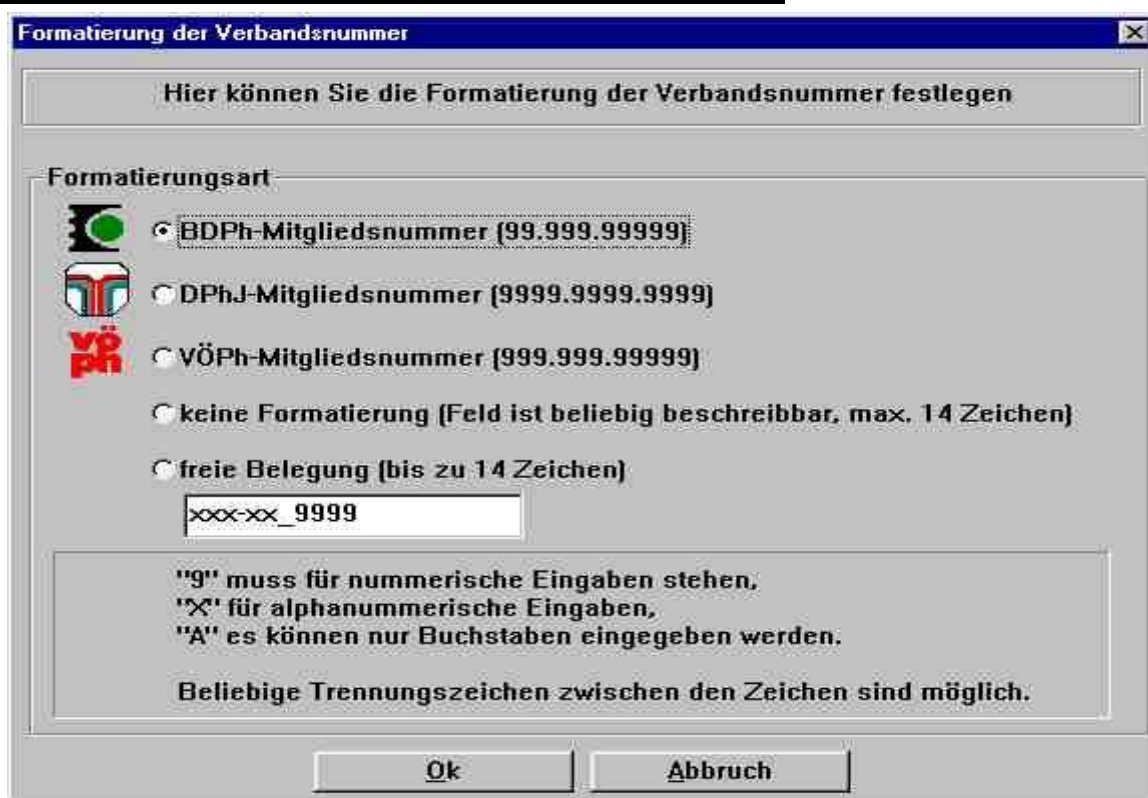 Formatierung der Verbandsnummer
Hier können Sie die Formatierung der Verbandsnummer festlegen
Formatierungsart
BDPh-Mitgliedsnummer (99.999.99999)
DPhJ-Mitgliedsnummer (9999.9999.9999)
vö
ph
VÖPh-Mitgliedsnummer (999.999.99999)
keine Formatierung (Feld ist beliebig beschreibbar, max. 14 Zeichen)
freie Belegung (bis zu 14 Zeichen)
xxx-xx_9999
"9" muss für nummerische Eingaben stehen,
"X" für alphanummerische Eingaben,
"A" es können nur Buchstaben eingegeben werden.
Beliebige Trennungszeichen zwischen den Zeichen sind möglich.
Ok
Abbruch